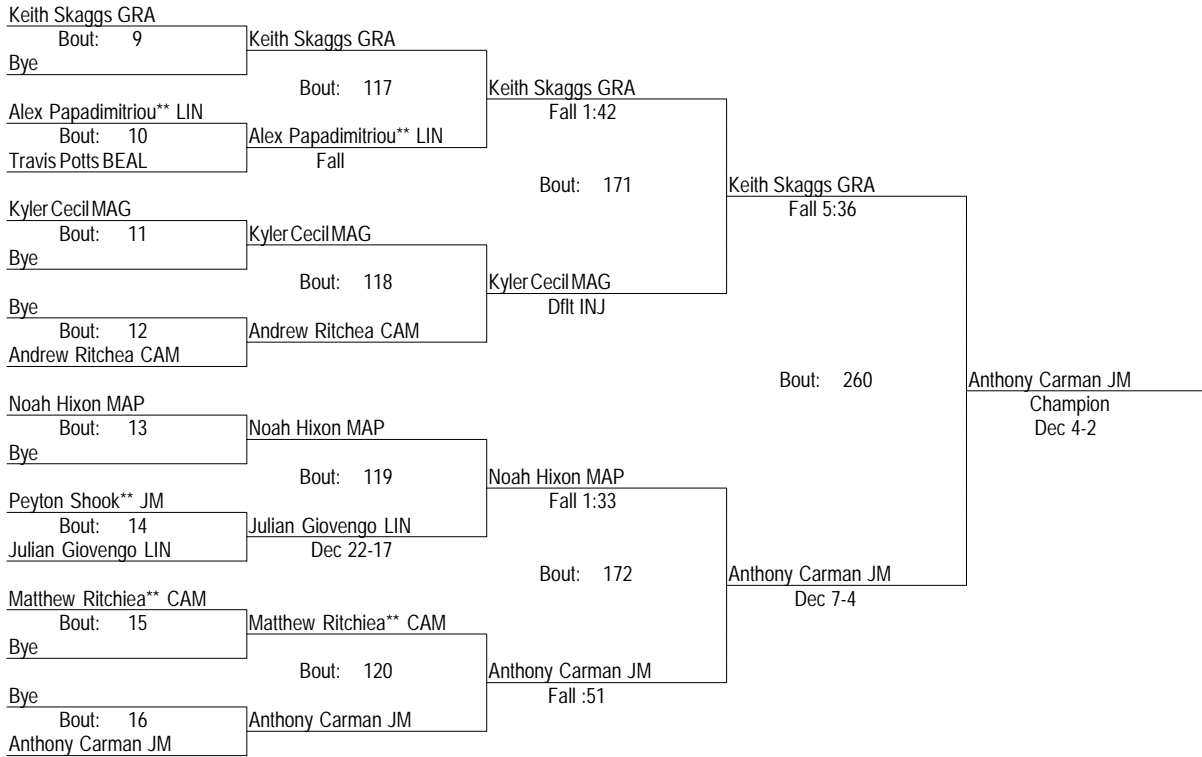 Keith Skaggs GRA
Bout: 9
Keith Skaggs GRA
Bye
Bout: 117
Keith Skaggs GRA
Alex Papadimitriou** LIN
Fall 1:42
Bout: 10
Alex Papadimitriou** LIN
Travis Potts BEAL
Fall
Bout: 171
Keith Skaggs GRA
Kyler Cecil MAG
Fall 5:36
Bout: 11
Kyler Cecil MAG
Bye
Bout: 118
Kyler Cecil MAG
Bye
Dflt INJ
Bout: 12
Andrew Ritchea CAM
Andrew Ritchea CAM
Bout: 260
Anthony Carman JM
Noah Hixon MAP
Champion
Bout: 13
Noah Hixon MAP
Dec 4-2
Bye
Bout: 119
Noah Hixon MAP
Peyton Shook** JM
Fall 1:33
Bout: 14
Julian Giovengo LIN
Julian Giovengo LIN
Dec 22-17
Bout: 172
Anthony Carman JM
Matthew Ritchiea** CAM
Dec 7-4
Bout: 15
Matthew Ritchiea** CAM
Bye
Bout: 120
Anthony Carman JM
Bye
Fall :51
Bout: 16
Anthony Carman JM
Anthony Carman JM